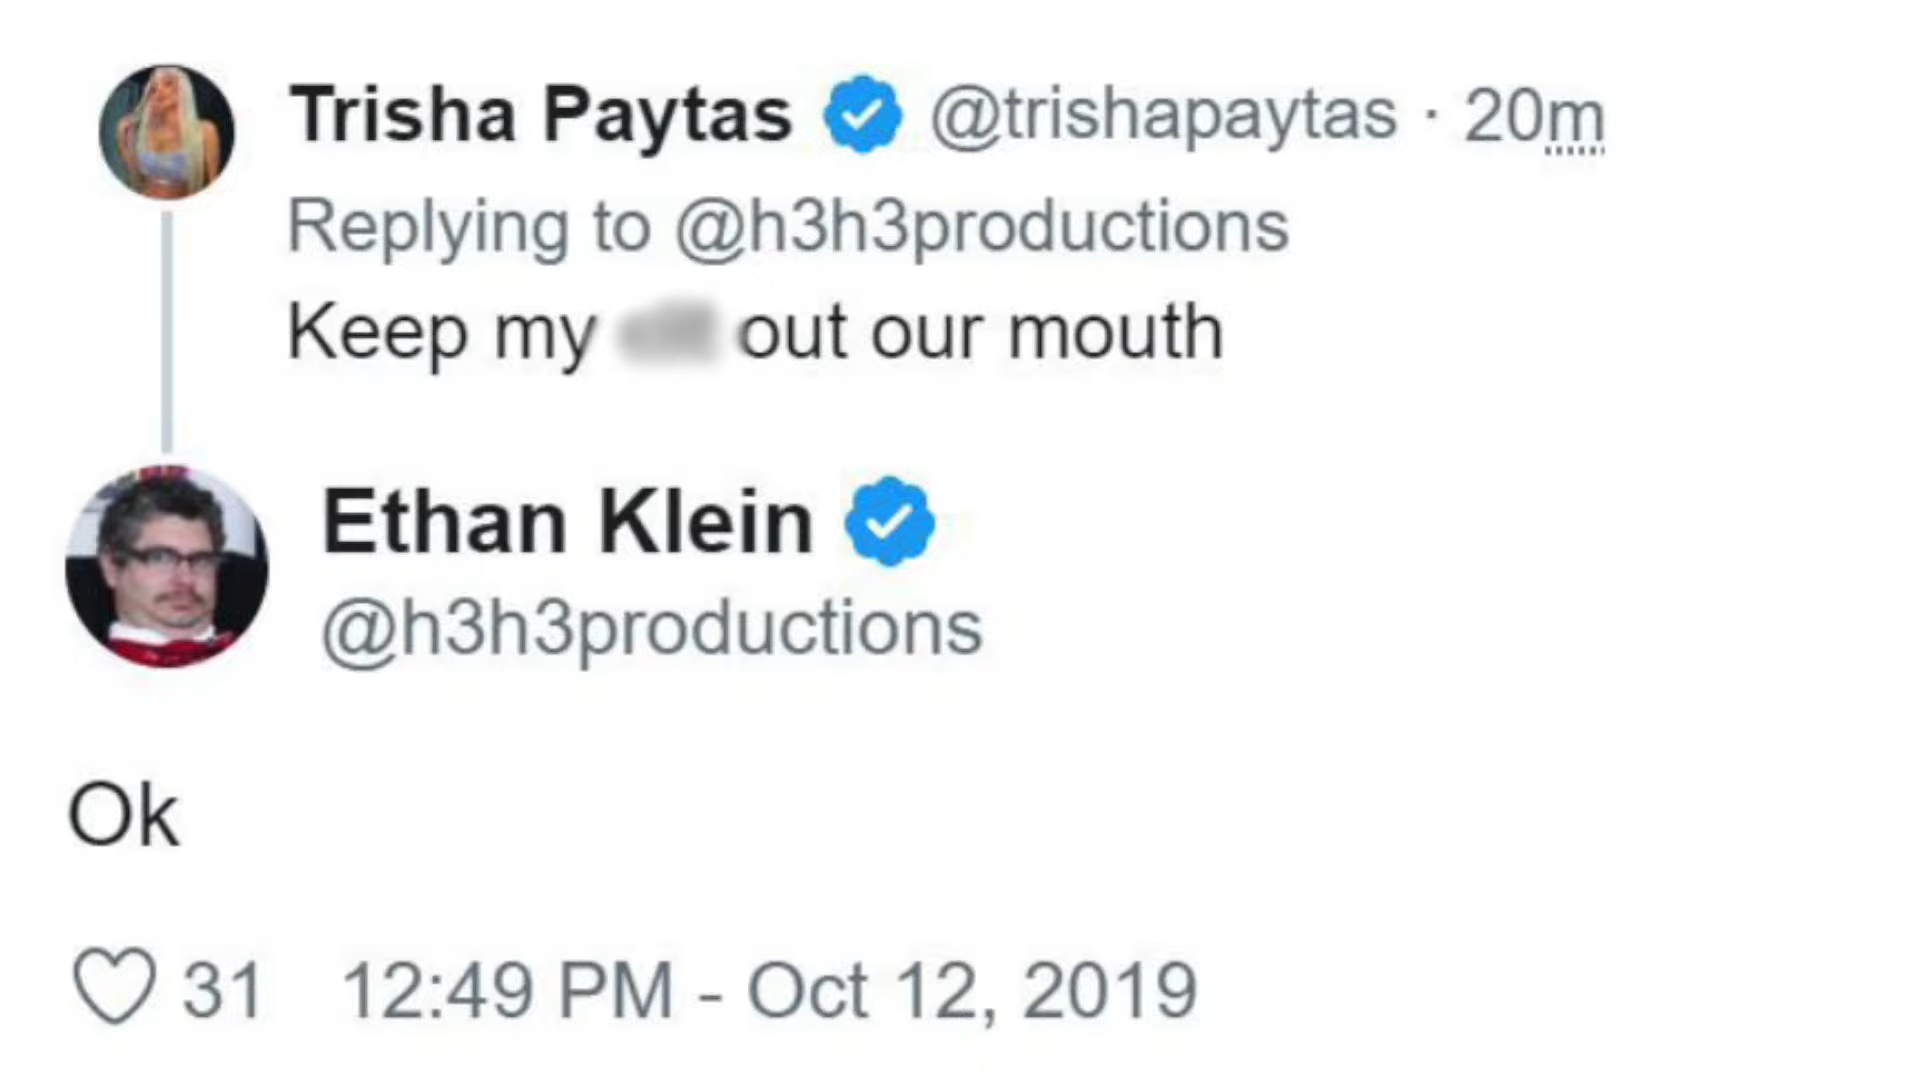 Trisha Paytas @trishapaytas · 20m
Replying to @h3h3productions
Keep my out our mouth
Ethan Klein
@h3h3productions
Ok
31 12:49 PM - Oct 12, 2019